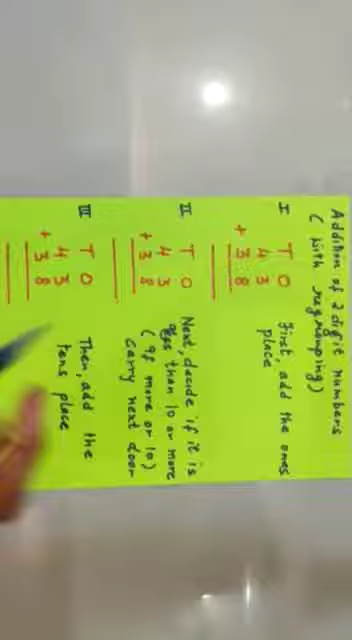 Addition of 2 digit numbers
(with regrouping)
I
T O
4 3
+ 3 8
First, add the ones
place
II
T O
4 3
+ 3 8
Next, decide if it is
less than 10 or more
(If more or 10)
carry next door
III
T O
4 3
+ 3 8
Then, add the
tens place